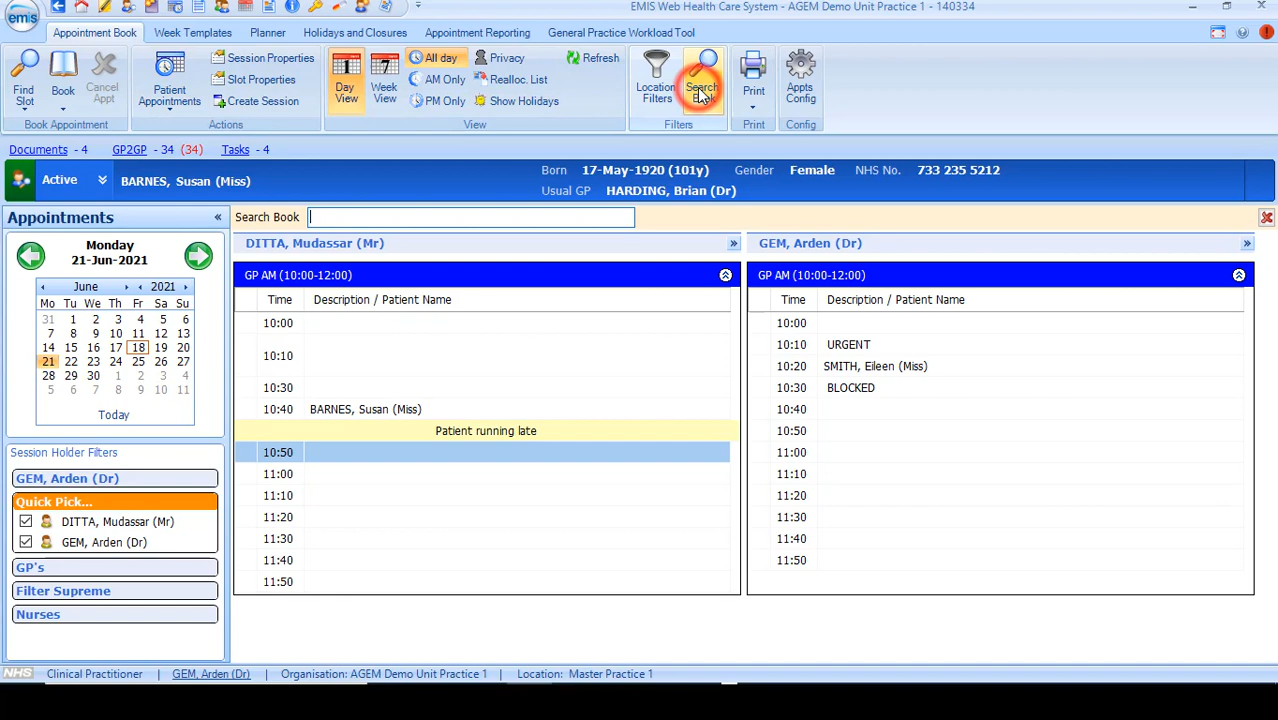 emis
EMIS Web Health Care System - AGEM Demo Unit Practice 1 - 140334
Appointment Book Week Templates Planner Holidays and Closures Appointment Reporting General Practice Workload Tool
Find Slot Book Cancel Appt
Book Appointment
Patient Appointments Session Properties Slot Properties Create Session
Actions
1 Day View 7 Week View All day AM Only PM Only Privacy Realloc. List Show Holidays Refresh
View
Location Filters Search Book
Filters
Print
Print
Appts Config
Config
Documents - 4 GP2GP - 34 (34) Tasks - 4
Active BARNES, Susan (Miss) Born 17-May-1920 (101y) Gender Female NHS No. 733 235 5212
Usual GP HARDING, Brian (Dr)
Appointments «
Monday
21-Jun-2021
June 2021
Mo Tu We Th Fr Sa Su
31 1 2 3 4 5 6
7 8 9 10 11 12 13
14 15 16 17 18 19 20
21 22 23 24 25 26 27
28 29 30 1 2 3 4
5 6 7 8 9 10 11
Today
Session Holder Filters
GEM, Arden (Dr)
Quick Pick...
DITTA, Mudassar (Mr)
GEM, Arden (Dr)
GP's
Filter Supreme
Nurses
Search Book
DITTA, Mudassar (Mr) »
GP AM (10:00-12:00)
Time Description / Patient Name
10:00
10:10
10:30
10:40 BARNES, Susan (Miss)
Patient running late
10:50
11:00
11:10
11:20
11:30
11:40
11:50
GEM, Arden (Dr) »
GP AM (10:00-12:00)
Time Description / Patient Name
10:00
10:10 URGENT
10:20 SMITH, Eileen (Miss)
10:30 BLOCKED
10:40
10:50
11:00
11:10
11:20
11:30
11:40
11:50
NHS Clinical Practitioner GEM, Arden (Dr) Organisation: AGEM Demo Unit Practice 1 Location: Master Practice 1